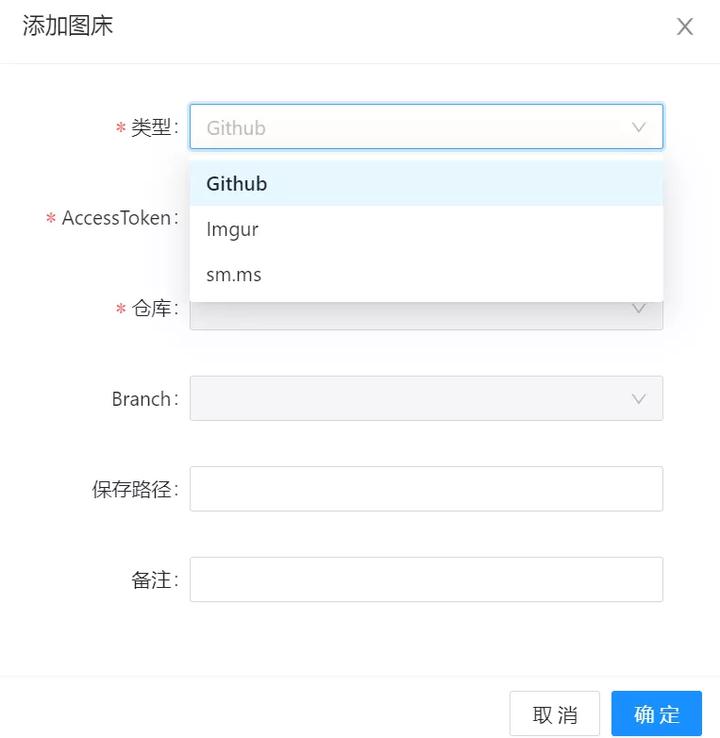 添加图床
* 类型：
Github
Github
Imgur
sm.ms
* AccessToken：
* 仓库：
Branch：
保存路径：
备注：
取 消
确 定